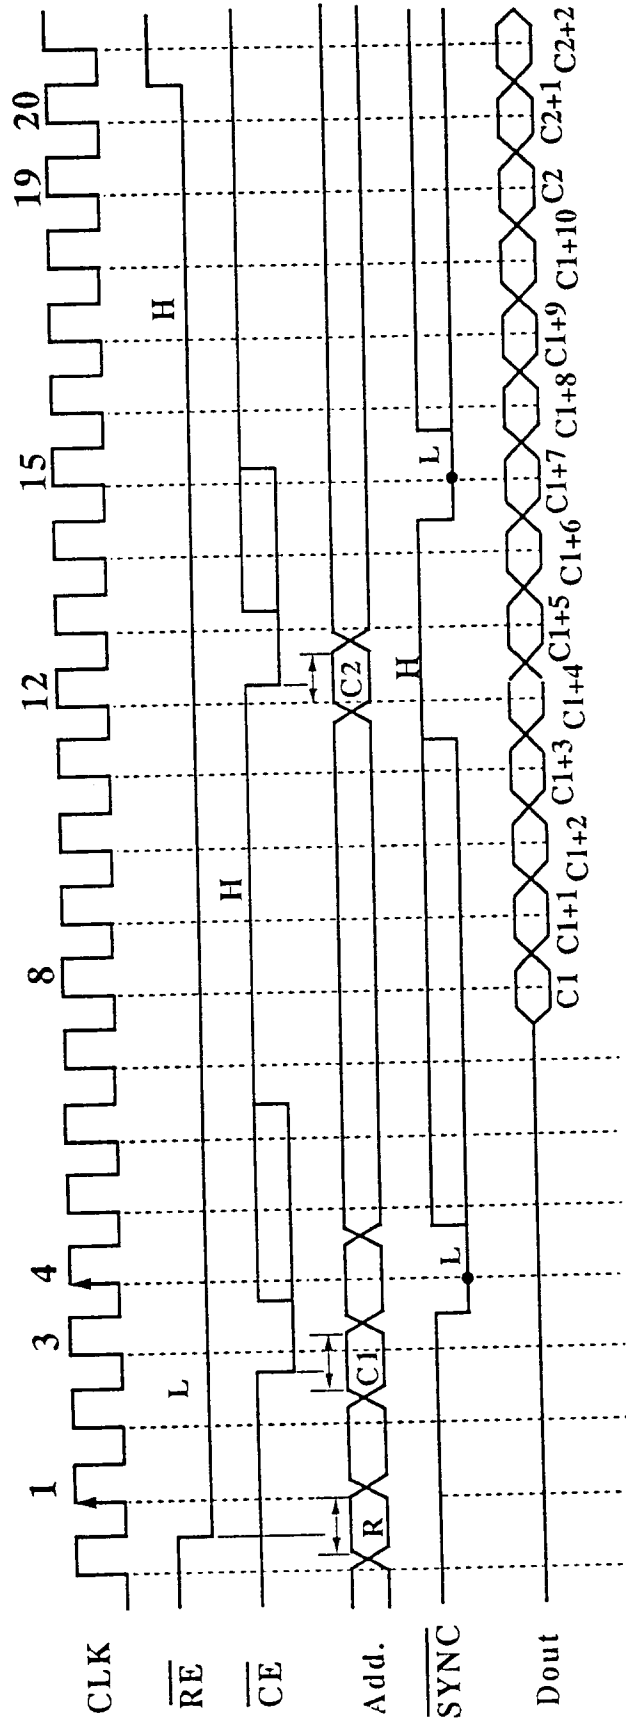 CLK 1 3 4 8 12 15 19 20
RE L H
CE H
Add. R C1 C2
SYNC L H L
Dout C1 C1+1 C1+2 C1+3 C1+4 C1+5 C1+6 C1+7 C1+8 C1+9 C1+10 C2 C2+1 C2+2